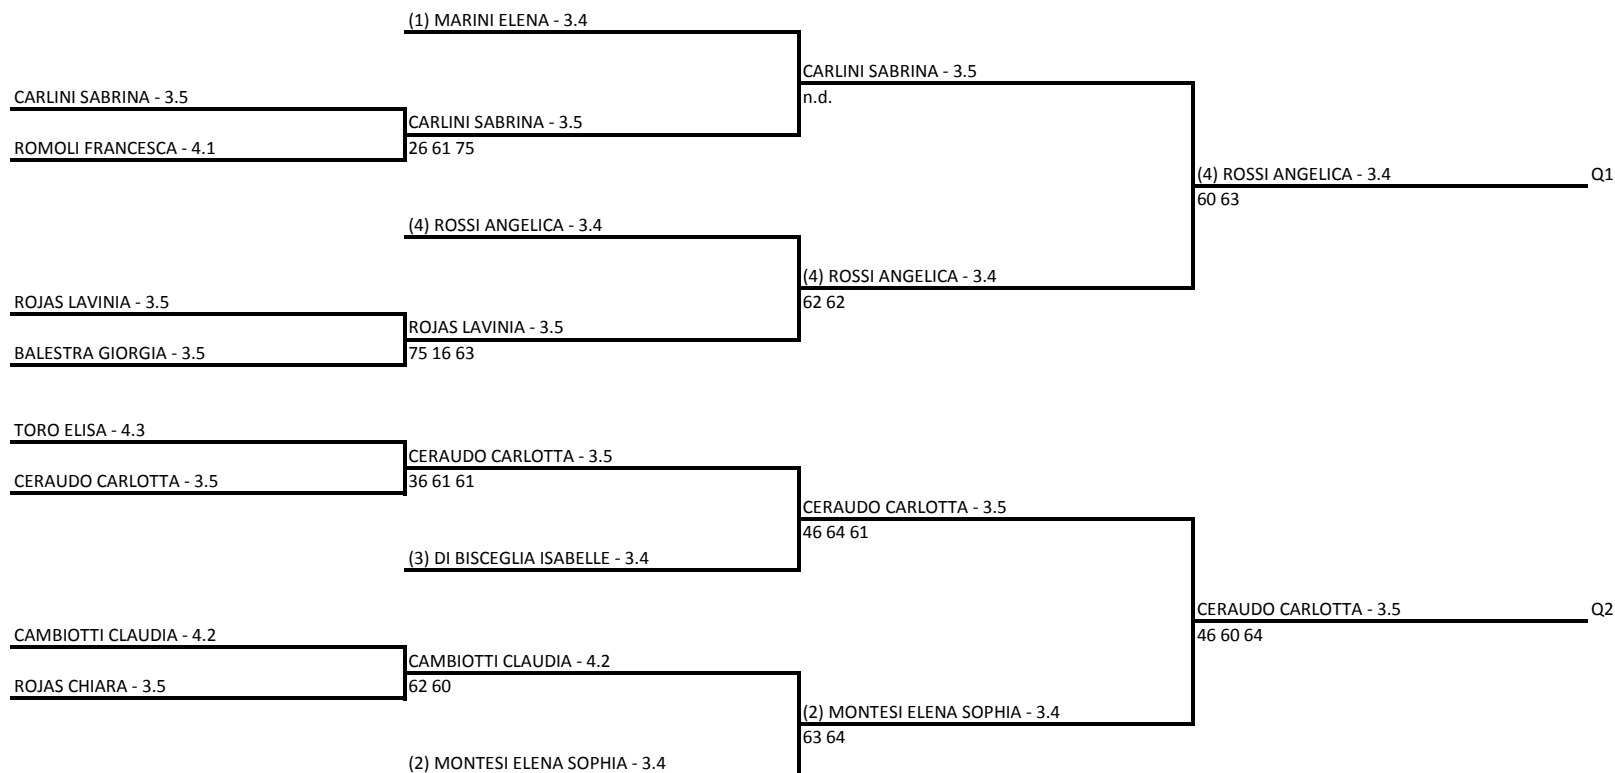 (1) MARINI ELENA - 3.4
CARLINI SABRINA - 3.5
n.d.
CARLINI SABRINA - 3.5
CARLINI SABRINA - 3.5
ROMOLI FRANCESCA - 4.1
26 61 75
(4) ROSSI ANGELICA - 3.4
Q1
60 63
(4) ROSSI ANGELICA - 3.4
(4) ROSSI ANGELICA - 3.4
62 62
ROJAS LAVINIA - 3.5
ROJAS LAVINIA - 3.5
BALESTRA GIORGIA - 3.5
75 16 63
TORO ELISA - 4.3
CERAUDO CARLOTTA - 3.5
CERAUDO CARLOTTA - 3.5
36 61 61
CERAUDO CARLOTTA - 3.5
46 64 61
(3) DI BISCEGLIA ISABELLE - 3.4
CERAUDO CARLOTTA - 3.5
Q2
46 60 64
CAMBIOTTI CLAUDIA - 4.2
CAMBIOTTI CLAUDIA - 4.2
ROJAS CHIARA - 3.5
62 60
(2) MONTESI ELENA SOPHIA - 3.4
63 64
(2) MONTESI ELENA SOPHIA - 3.4